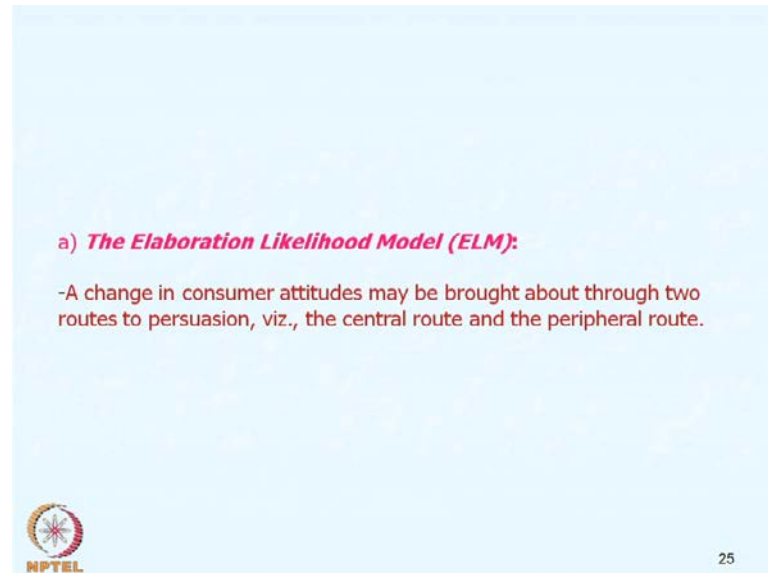 a) The Elaboration Likelihood Model (ELM):
-A change in consumer attitudes may be brought about through two
routes to persuasion, viz., the central route and the peripheral route.
NPTEL
25